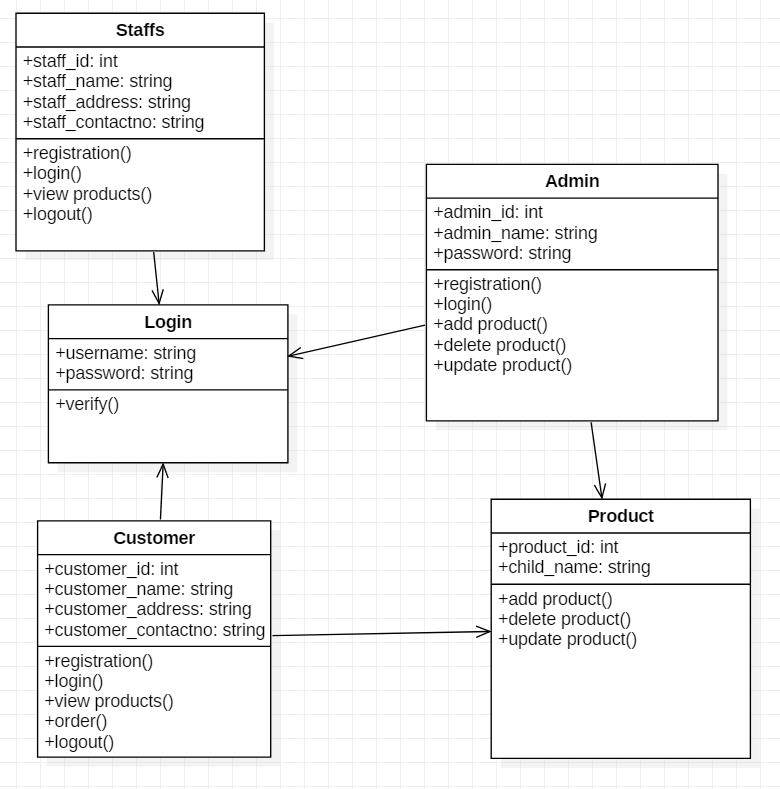 Staffs
+staff_id: int
+staff_name: string
+staff_address: string
+staff_contactno: string
+registration()
+login()
+view products()
+logout()
Admin
+admin_id: int
+admin_name: string
+password: string
+registration()
+login()
+add product()
+delete product()
+update product()
Login
+username: string
+password: string
+verify()
Customer
+customer_id: int
+customer_name: string
+customer_address: string
+customer_contactno: string
+registration()
+login()
+view products()
+order()
+logout()
Product
+product_id: int
+child_name: string
+add product()
+delete product()
+update product()